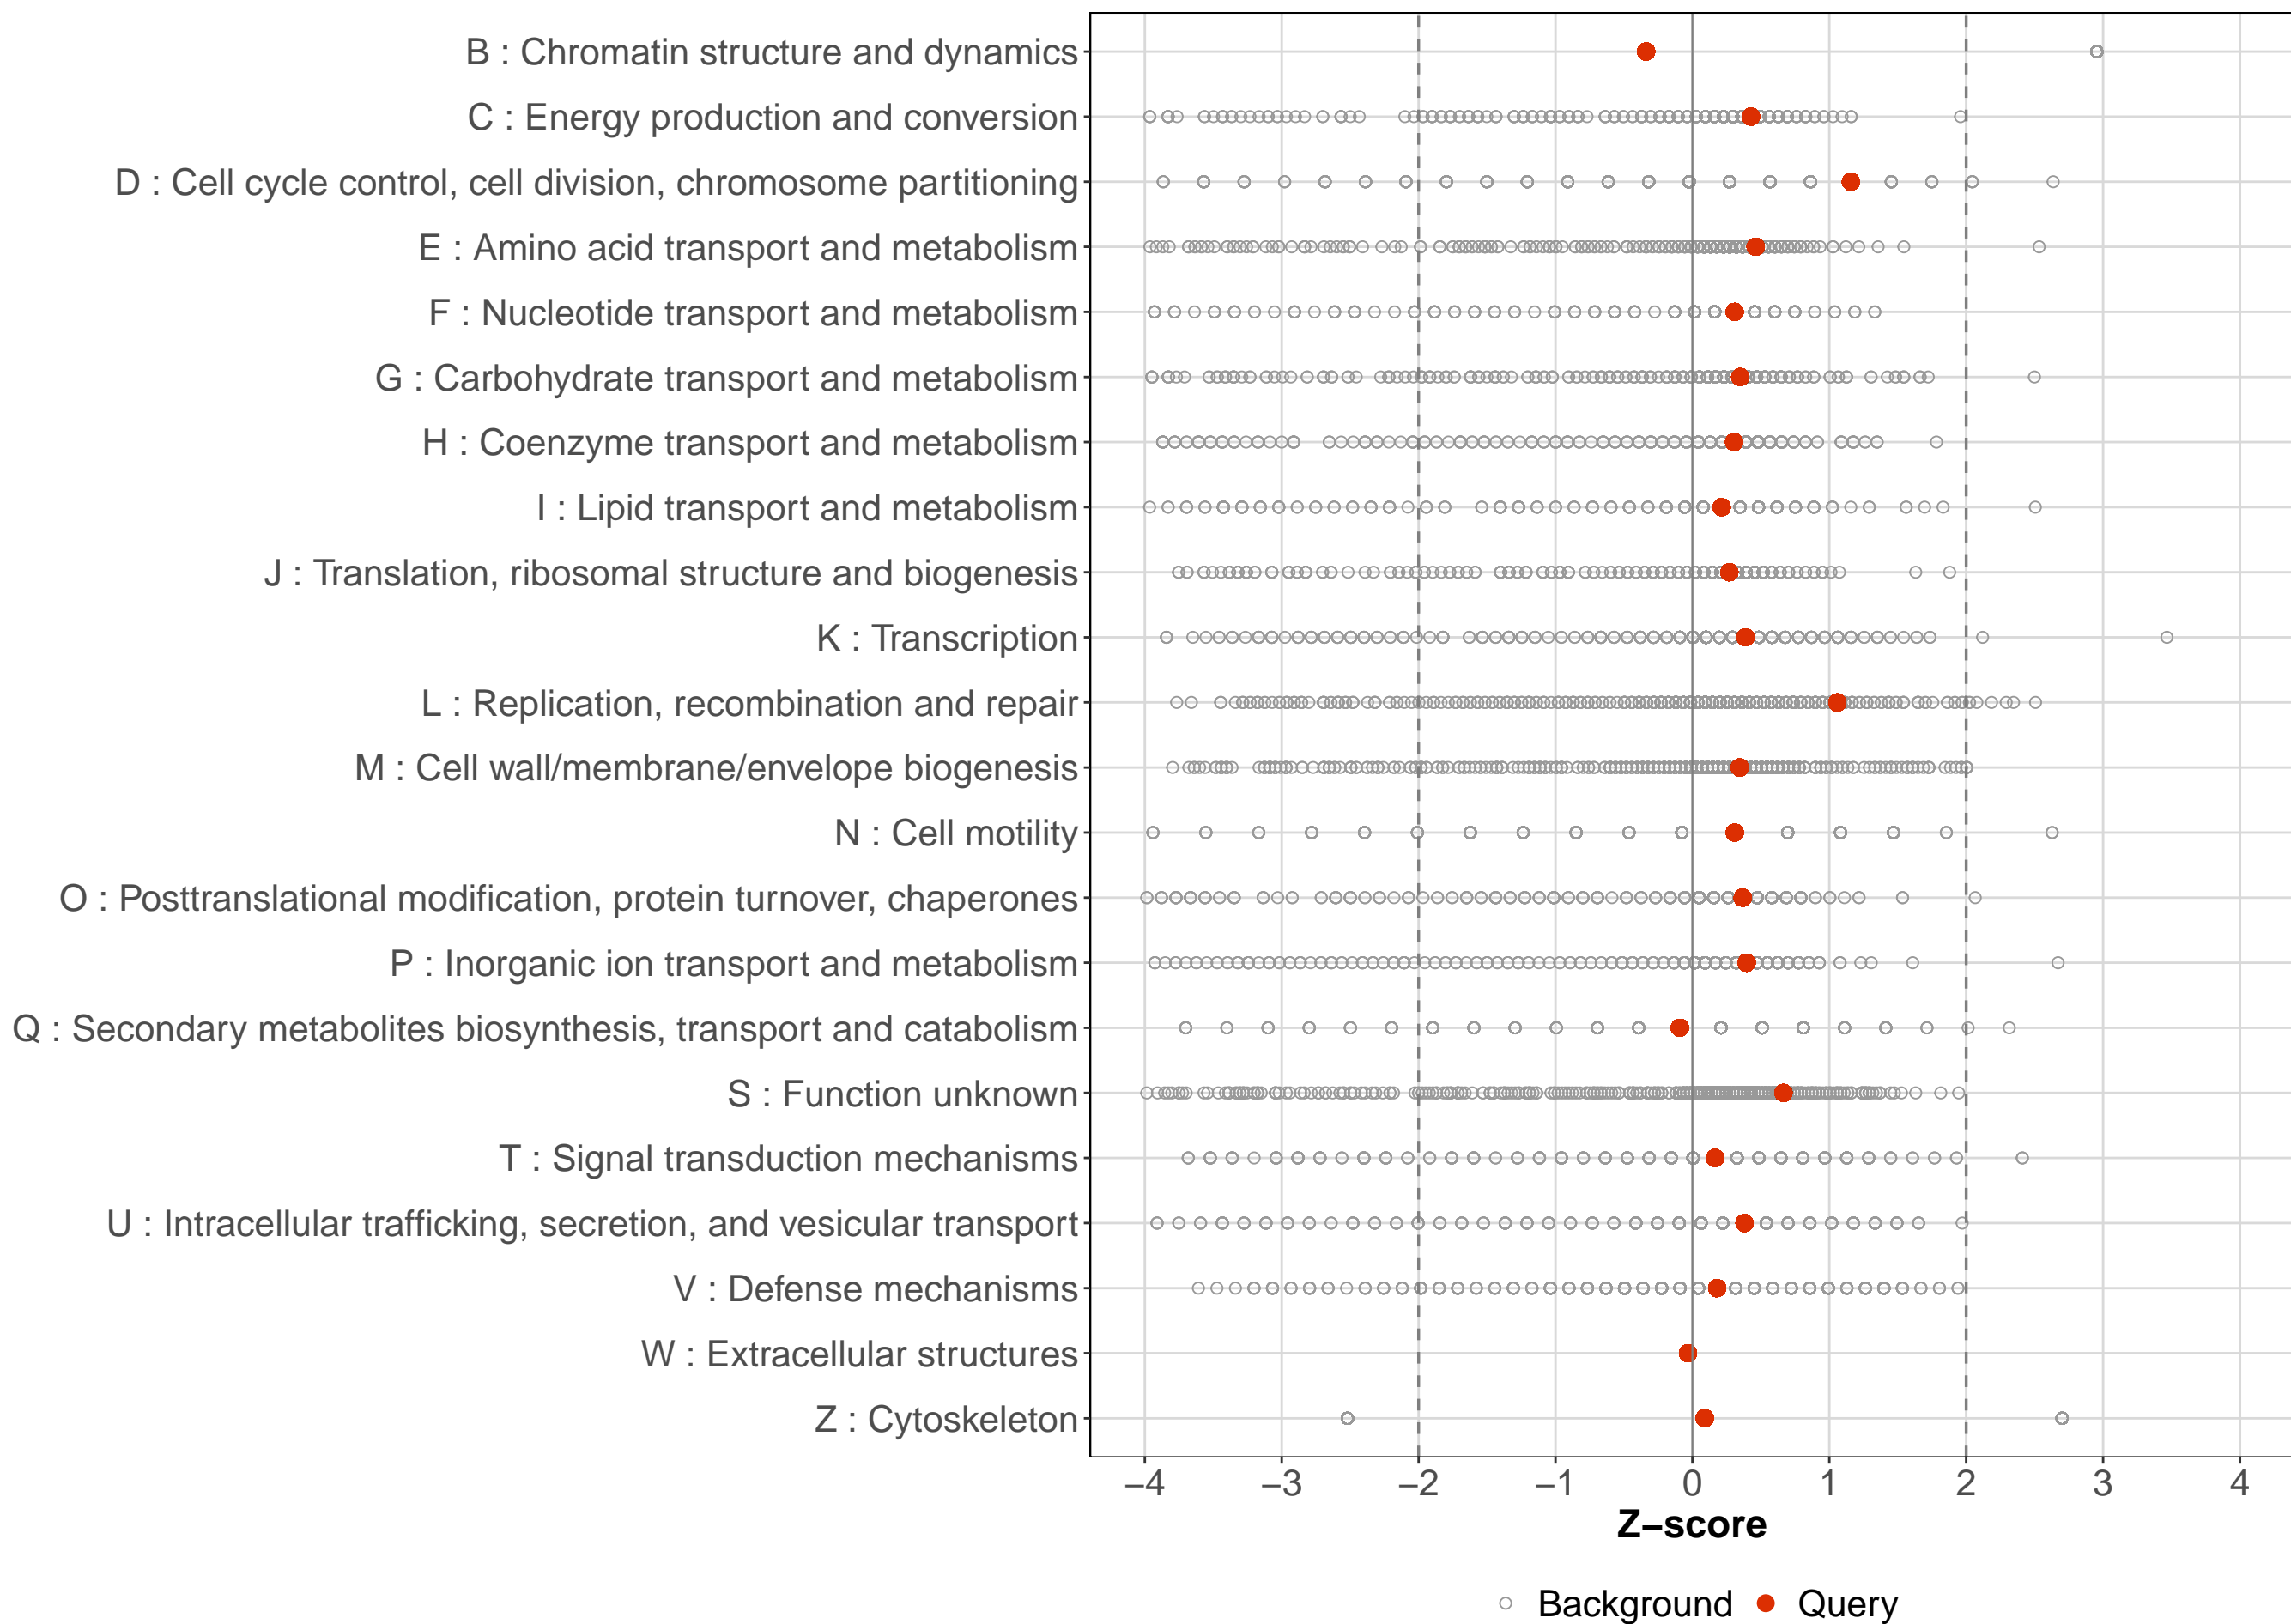 B : Chromatin structure and dynamics
C : Energy production and conversion
D : Cell cycle control, cell division, chromosome partitioning
E : Amino acid transport and metabolism
F : Nucleotide transport and metabolism
G : Carbohydrate transport and metabolism
H : Coenzyme transport and metabolism
I : Lipid transport and metabolism
J : Translation, ribosomal structure and biogenesis
K : Transcription
L : Replication, recombination and repair
M : Cell wall/membrane/envelope biogenesis
N : Cell motility
O : Posttranslational modification, protein turnover, chaperones
P : Inorganic ion transport and metabolism
Q : Secondary metabolites biosynthesis, transport and catabolism
S : Function unknown
T : Signal transduction mechanisms
U : Intracellular trafficking, secretion, and vesicular transport
V : Defense mechanisms
W : Extracellular structures
Z : Cytoskeleton
−4 −3 −2 −1 0 1 2 3 4
Z−score
Background Query